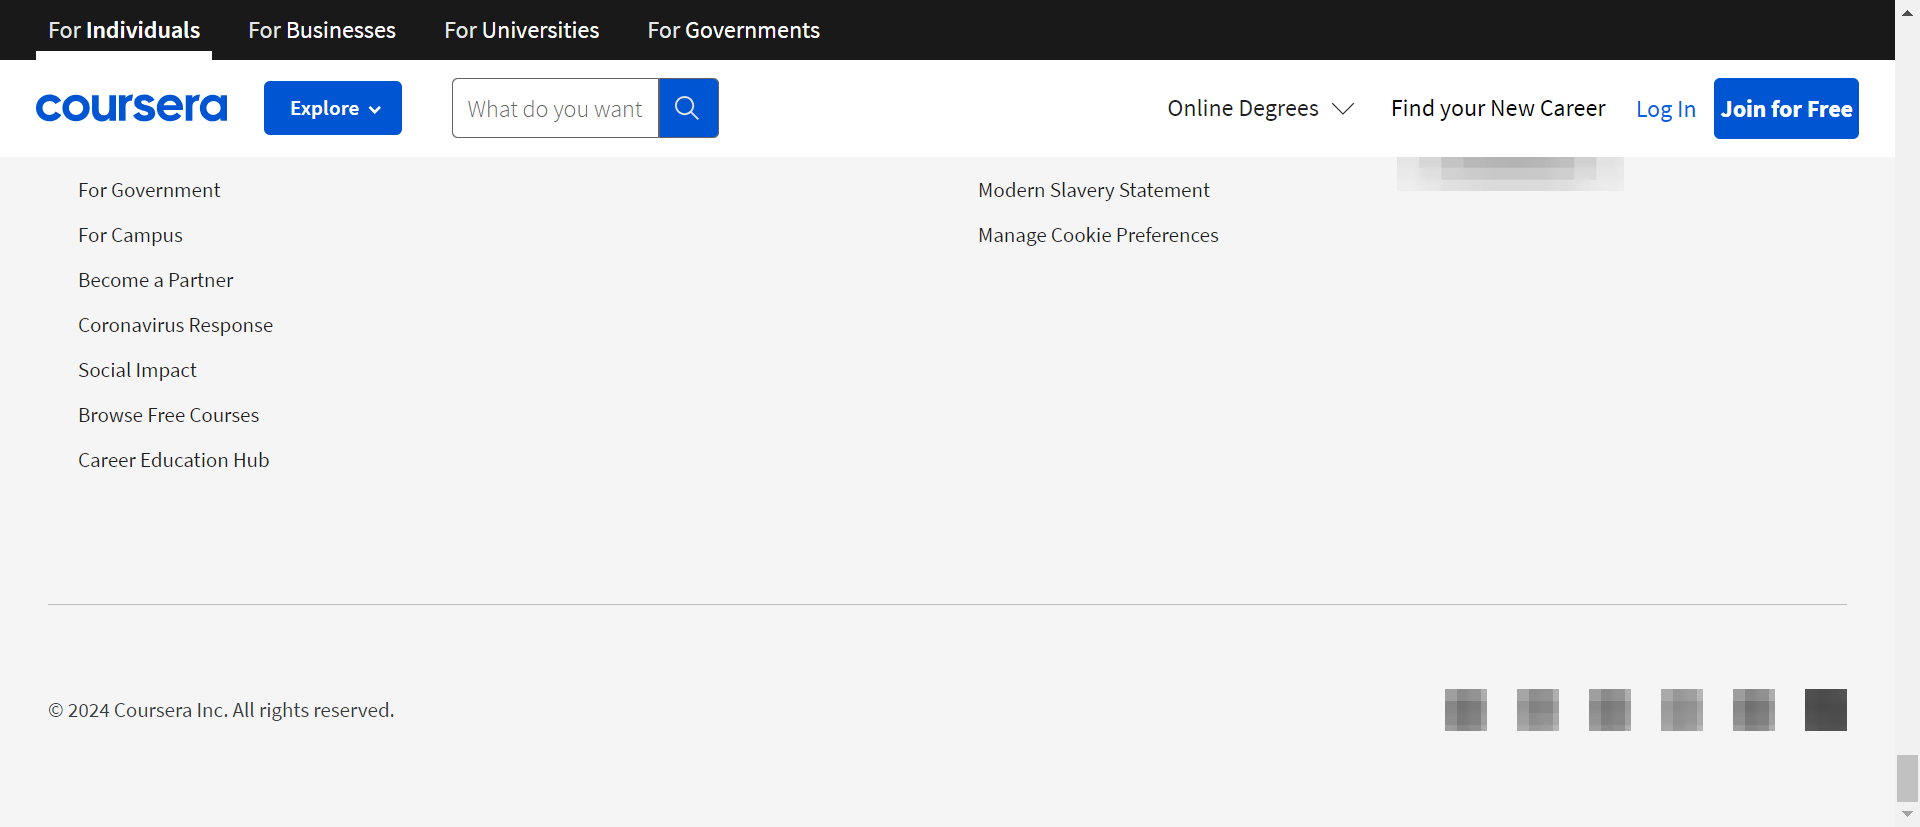 For Individuals
For Businesses
For Universities
For Governments
coursera
Explore
What do you want
Online Degrees
Find your New Career
Log In
Join for Free
For Government
For Campus
Become a Partner
Coronavirus Response
Social Impact
Browse Free Courses
Career Education Hub
Modern Slavery Statement
Manage Cookie Preferences
© 2024 Coursera Inc. All rights reserved.